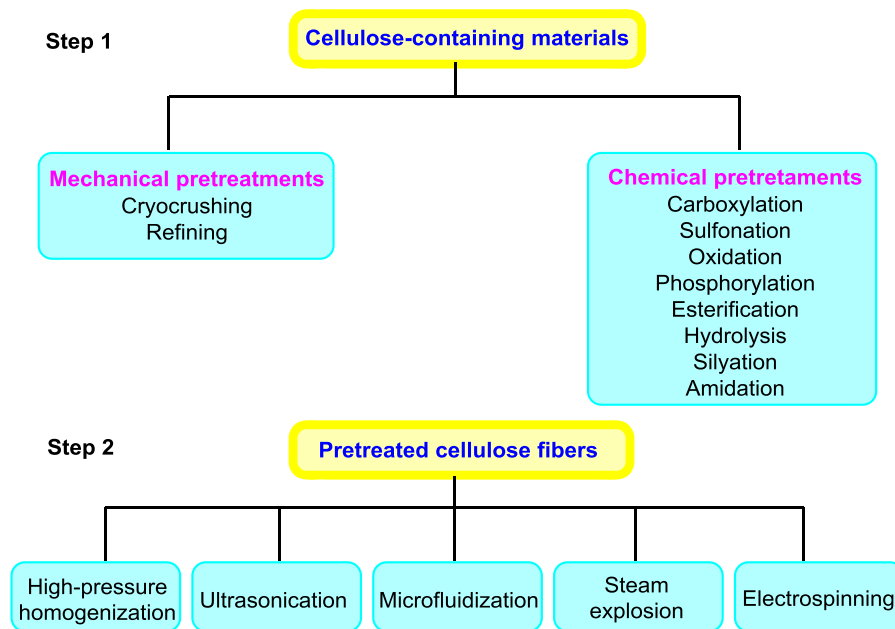 Step 1
Cellulose-containing materials
Mechanical pretreatments
Cryocrushing
Refining
Chemical pretretaments
Carboxylation
Sulfonation
Oxidation
Phosphorylation
Esterification
Hydrolysis
Silyation
Amidation
Step 2
Pretreated cellulose fibers
High-pressure
homogenization
Ultrasonication
Microfluidization
Steam
explosion
Electrospinning